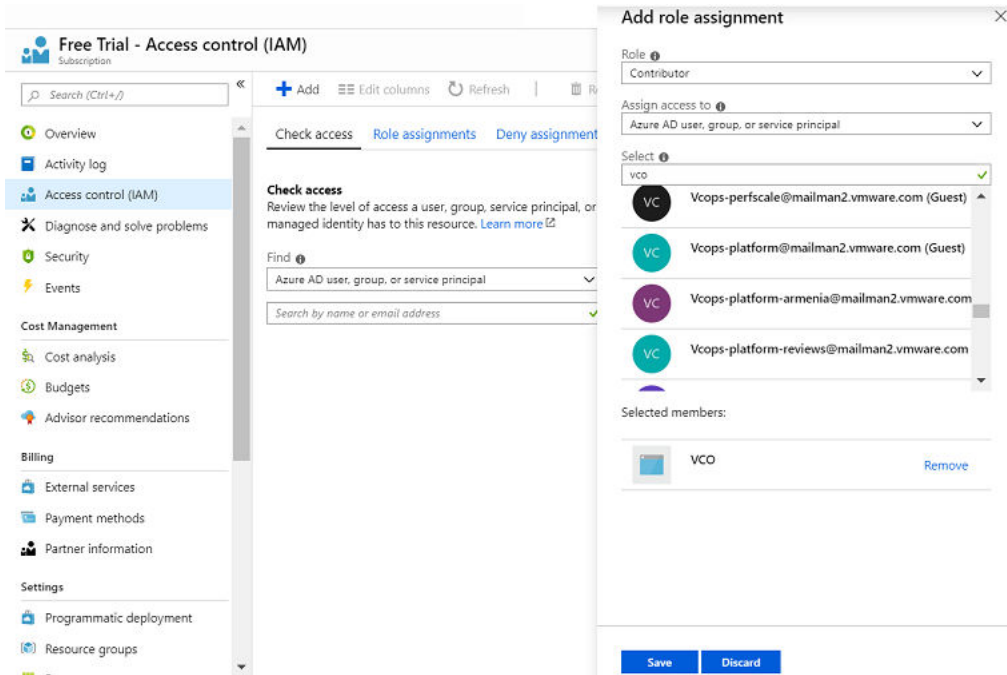 Free Trial - Access control (IAM)
Subscription
Search (Ctrl+/)
Overview
Activity log
Access control (IAM)
Diagnose and solve problems
Security
Events
Cost Management
Cost analysis
Budgets
Advisor recommendations
Billing
External services
Payment methods
Partner information
Settings
Programmatic deployment
Resource groups
Add Edit columns Refresh
Check access Role assignments Deny assignment
Check access
Review the level of access a user, group, service principal, or
managed identity has to this resource. Learn more
Find
Azure AD user, group, or service principal
Search by name or email address
Add role assignment
Role
Contributor
Assign access to
Azure AD user, group, or service principal
Select
vco
VC Vcops-perfscale@mailman2.vmware.com (Guest)
VC Vcops-platform@mailman2.vmware.com (Guest)
VC Vcops-platform-armenia@mailman2.vmware.com
VC Vcops-platform-reviews@mailman2.vmware.com
Selected members:
VCO Remove
Save Discard